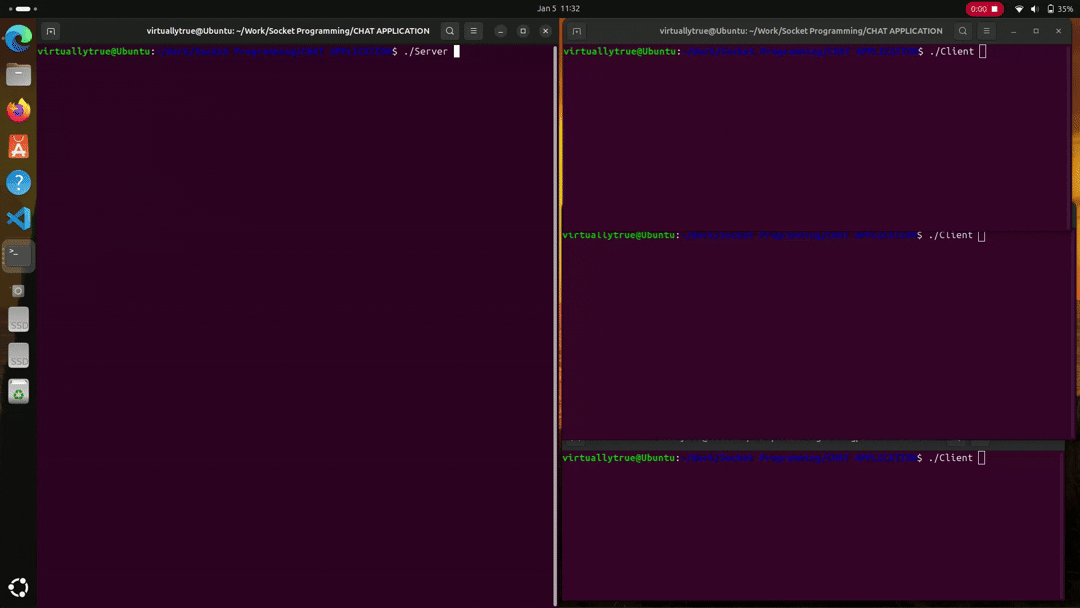 Jan 5 11:32
0:00
35%
virtuallytrue@Ubuntu: ~/Work/Socket Programming/CHAT APPLICATION
virtuallytrue@Ubuntu: ~/Work/Socket Programming/CHAT APPLICATION
virtuallytrue@Ubuntu:~/Work/Socket Programming/CHAT APPLICATION$ ./Server
virtuallytrue@Ubuntu:~/Work/Socket Programming/CHAT APPLICATION$ ./Client
virtuallytrue@Ubuntu:~/Work/Socket Programming/CHAT APPLICATION$ ./Client
virtuallytrue@Ubuntu:~/Work/Socket Programming/CHAT APPLICATION$ ./Client
SSD
SSD